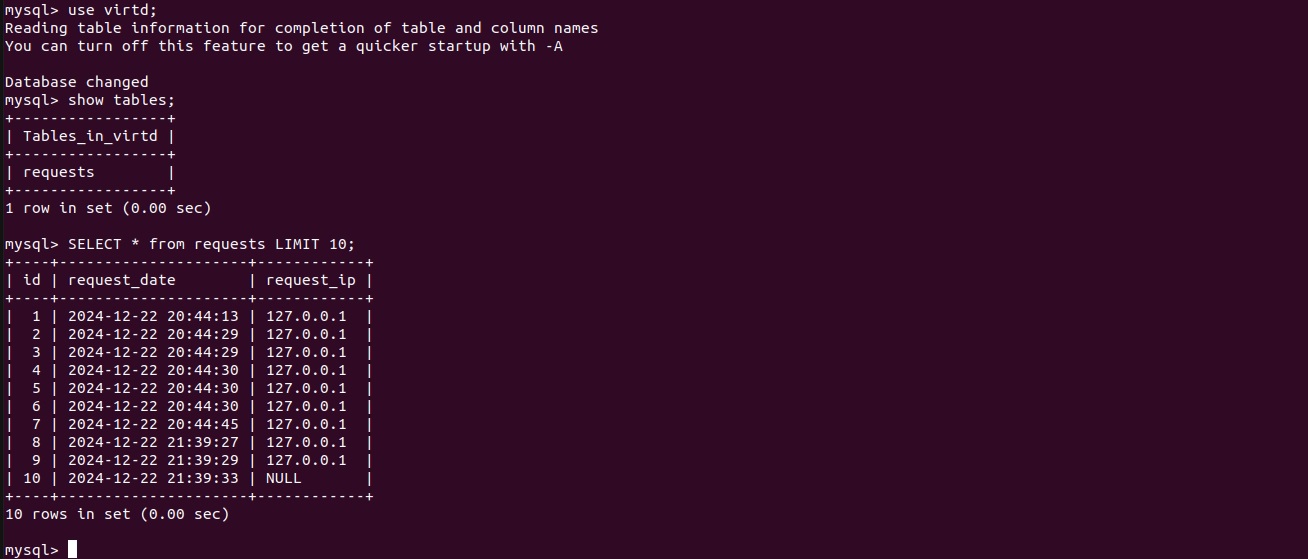 mysql> use virtd;
Reading table information for completion of table and column names
You can turn off this feature to get a quicker startup with -A
Database changed
mysql> show tables;
+-----------------+
| Tables_in_virtd |
+-----------------+
| requests        |
+-----------------+
1 row in set (0.00 sec)
mysql> SELECT * from requests LIMIT 10;
+----+---------------------+------------+
| id | request_date        | request_ip |
+----+---------------------+------------+
|  1 | 2024-12-22 20:44:13 | 127.0.0.1  |
|  2 | 2024-12-22 20:44:29 | 127.0.0.1  |
|  3 | 2024-12-22 20:44:29 | 127.0.0.1  |
|  4 | 2024-12-22 20:44:30 | 127.0.0.1  |
|  5 | 2024-12-22 20:44:30 | 127.0.0.1  |
|  6 | 2024-12-22 20:44:30 | 127.0.0.1  |
|  7 | 2024-12-22 20:44:45 | 127.0.0.1  |
|  8 | 2024-12-22 21:39:27 | 127.0.0.1  |
|  9 | 2024-12-22 21:39:29 | 127.0.0.1  |
| 10 | 2024-12-22 21:39:33 | NULL       |
+----+---------------------+------------+
10 rows in set (0.00 sec)
mysql>